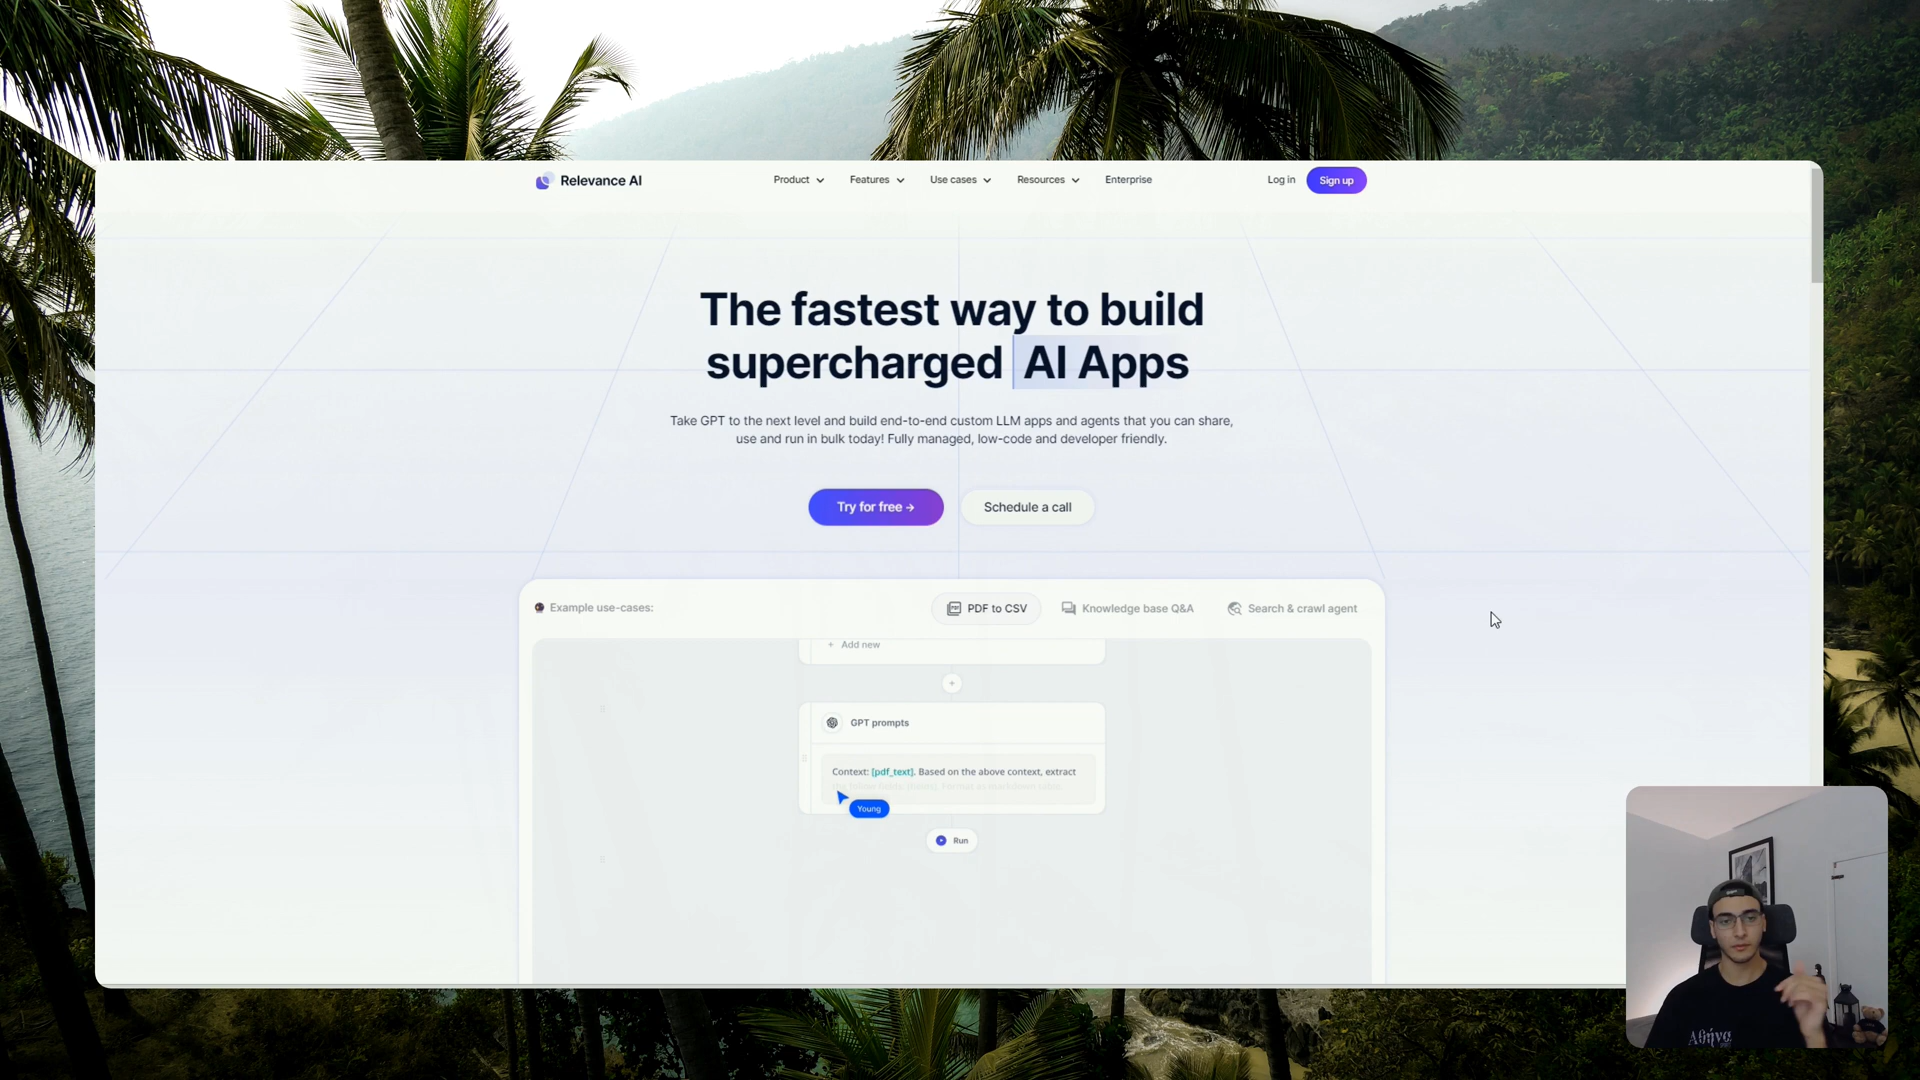 Relevance AI
Product
Features
Use cases
Resources
Enterprise
Log in
Sign up
The fastest way to build
supercharged AI Apps
Take GPT to the next level and build end-to-end custom LLM apps and agents that you can share,
use and run in bulk today! Fully managed, low-code and developer friendly.
Try for free →
Schedule a call
Example use-cases:
PDF to CSV
Knowledge base Q&A
Search & crawl agent
+ Add new
+
GPT prompts
Context: [pdf_text]. Based on the above context, extract
Young
Run
Αθήνα